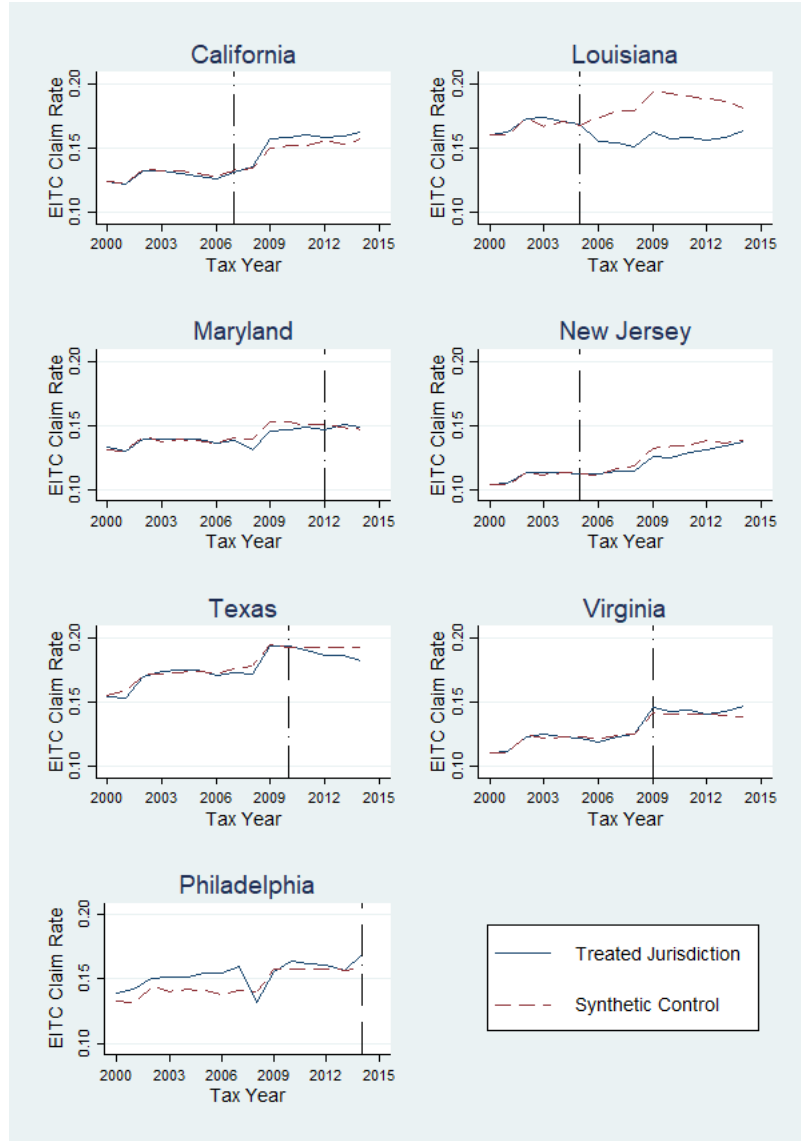 California
EITC Claim Rate
0.20
0.15
0.10
2000 2003 2006 2009 2012 2015
Tax Year
Louisiana
EITC Claim Rate
0.20
0.15
0.10
2000 2003 2006 2009 2012 2015
Tax Year
Maryland
EITC Claim Rate
0.20
0.15
0.10
2000 2003 2006 2009 2012 2015
Tax Year
New Jersey
EITC Claim Rate
0.20
0.15
0.10
2000 2003 2006 2009 2012 2015
Tax Year
Texas
EITC Claim Rate
0.20
0.15
0.10
2000 2003 2006 2009 2012 2015
Tax Year
Virginia
EITC Claim Rate
0.20
0.15
0.10
2000 2003 2006 2009 2012 2015
Tax Year
Philadelphia
EITC Claim Rate
0.20
0.15
0.10
2000 2003 2006 2009 2012 2015
Tax Year
Treated Jurisdiction
Synthetic Control